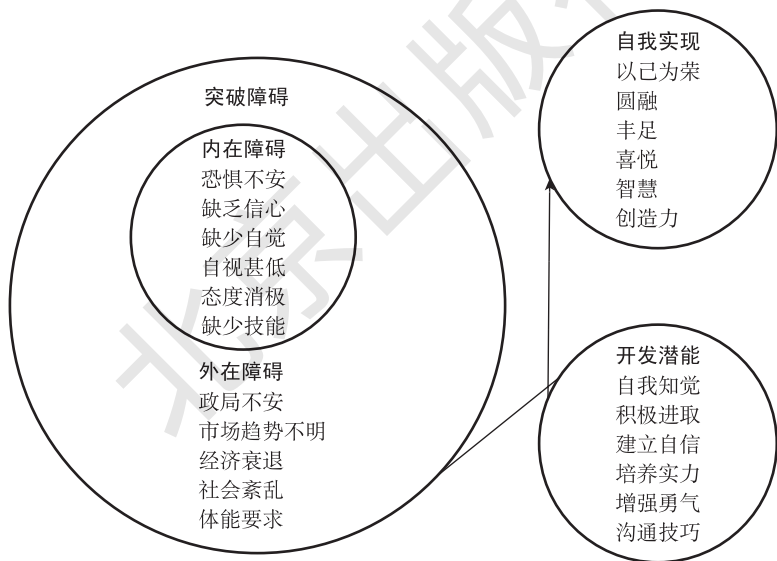 突破障碍
内在障碍
恐惧不安
缺乏信心
缺少自觉
自视甚低
态度消极
缺少技能
外在障碍
政局不安
市场趋势不明
经济衰退
社会紊乱
体能要求
自我实现
以己为荣
圆融
丰足
喜悦
智慧
创造力
开发潜能
自我知觉
积极进取
建立自信
培养实力
增强勇气
沟通技巧
北京出版